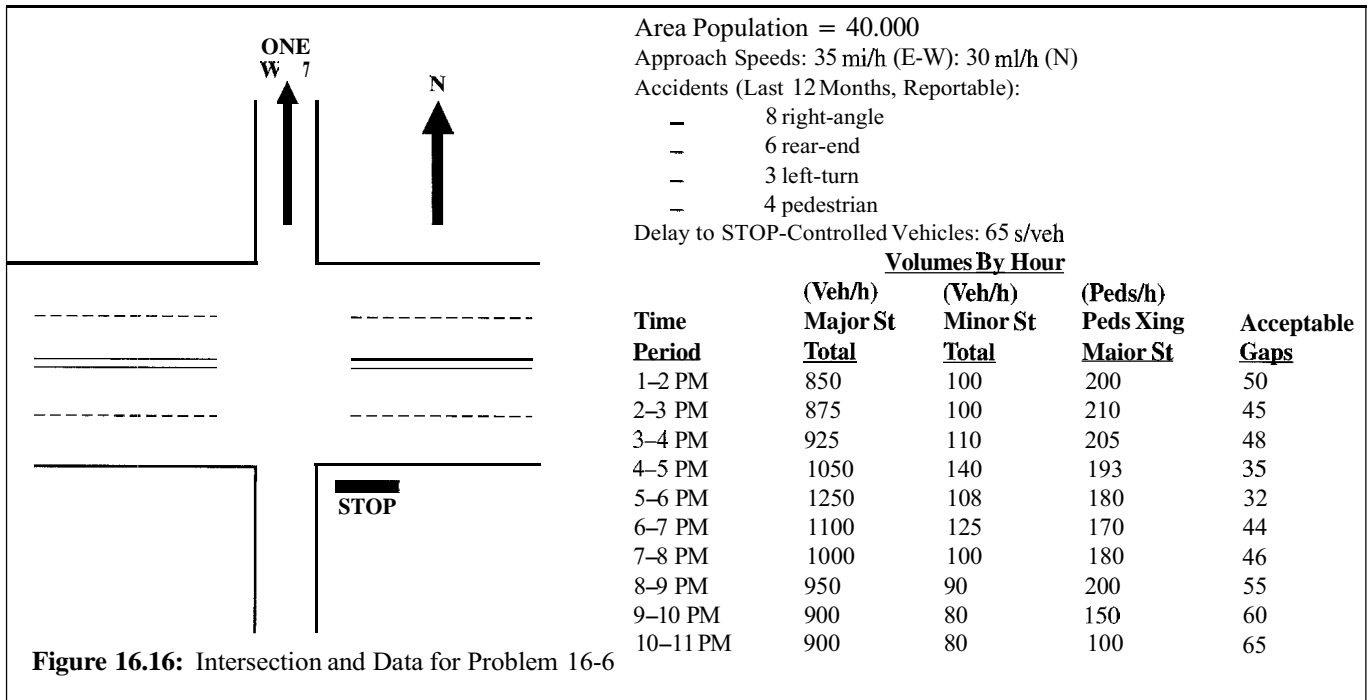 ONE
W 7
N
STOP
Figure 16.16: Intersection and Data for Problem 16-6
Area Population = 40.000
Approach Speeds: 35 mi/h (E-W): 30 ml/h (N)
Accidents (Last 12 Months, Reportable):
– 8 right-angle
– 6 rear-end
– 3 left-turn
– 4 pedestrian
Delay to STOP-Controlled Vehicles: 65 s/veh
Volumes By Hour
(Veh/h) (Veh/h) (Peds/h)
Time Major St Minor St Peds Xing Acceptable
Period Total Total Maior St Gaps
1–2 PM 850 100 200 50
2–3 PM 875 100 210 45
3–4 PM 925 110 205 48
4–5 PM 1050 140 193 35
5–6 PM 1250 108 180 32
6–7 PM 1100 125 170 44
7–8 PM 1000 100 180 46
8–9 PM 950 90 200 55
9–10 PM 900 80 150 60
10–11 PM 900 80 100 65